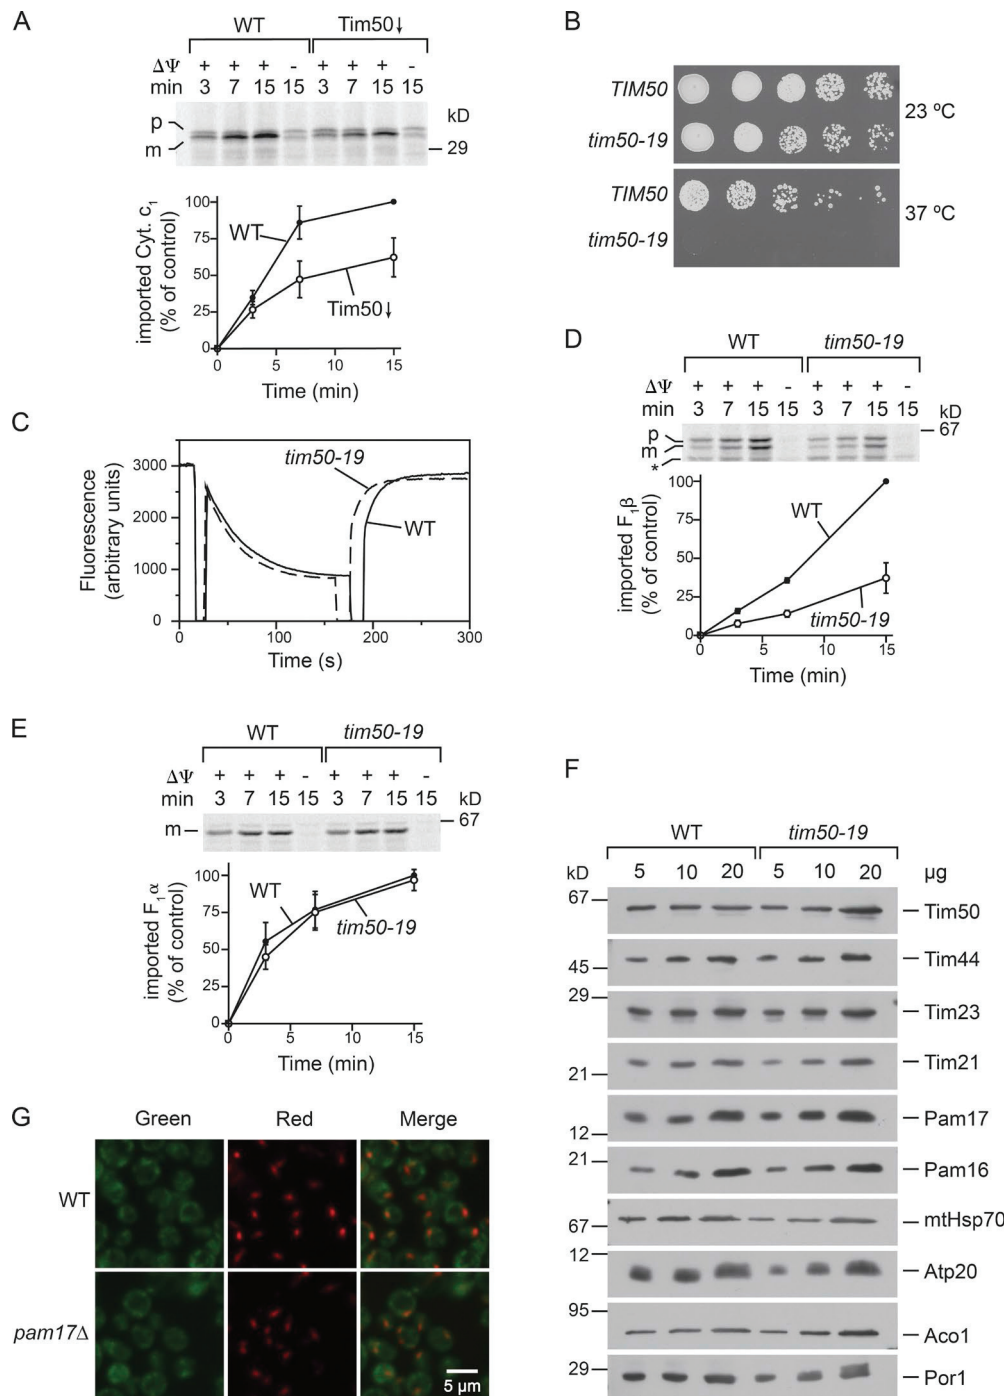 A
WT Tim50↓
ΔΨ + + + - + + + -
min 3 7 15 15 3 7 15 15
kD
p
m
29
imported Cyt. c1
(% of control)
100
75
50
25
0
WT
Tim50↓
0 5 10 15
Time (min)
B
TIM50
tim50-19
23 ºC
TIM50
tim50-19
37 ºC
C
Fluorescence
(arbitrary units)
3000
2000
1000
0
tim50-19
WT
0 100 200 300
Time (s)
D
WT tim50-19
ΔΨ + + + - + + + -
min 3 7 15 15 3 7 15 15 kD
67
p
m
*
imported F1β
(% of control)
100
75
50
25
0
WT
tim50-19
0 5 10 15
Time (min)
E
WT tim50-19
ΔΨ + + + - + + + -
min 3 7 15 15 3 7 15 15 kD
67
m
imported F1α
(% of control)
100
75
50
25
0
WT
tim50-19
0 5 10 15
Time (min)
F
WT tim50-19
kD 5 10 20 5 10 20 µg
67 Tim50
45 Tim44
29 Tim23
21 Tim21
12 Pam17
21 Pam16
67 mtHsp70
12 Atp20
95 Aco1
29 Por1
G
Green Red Merge
WT
pam17Δ
5 µm